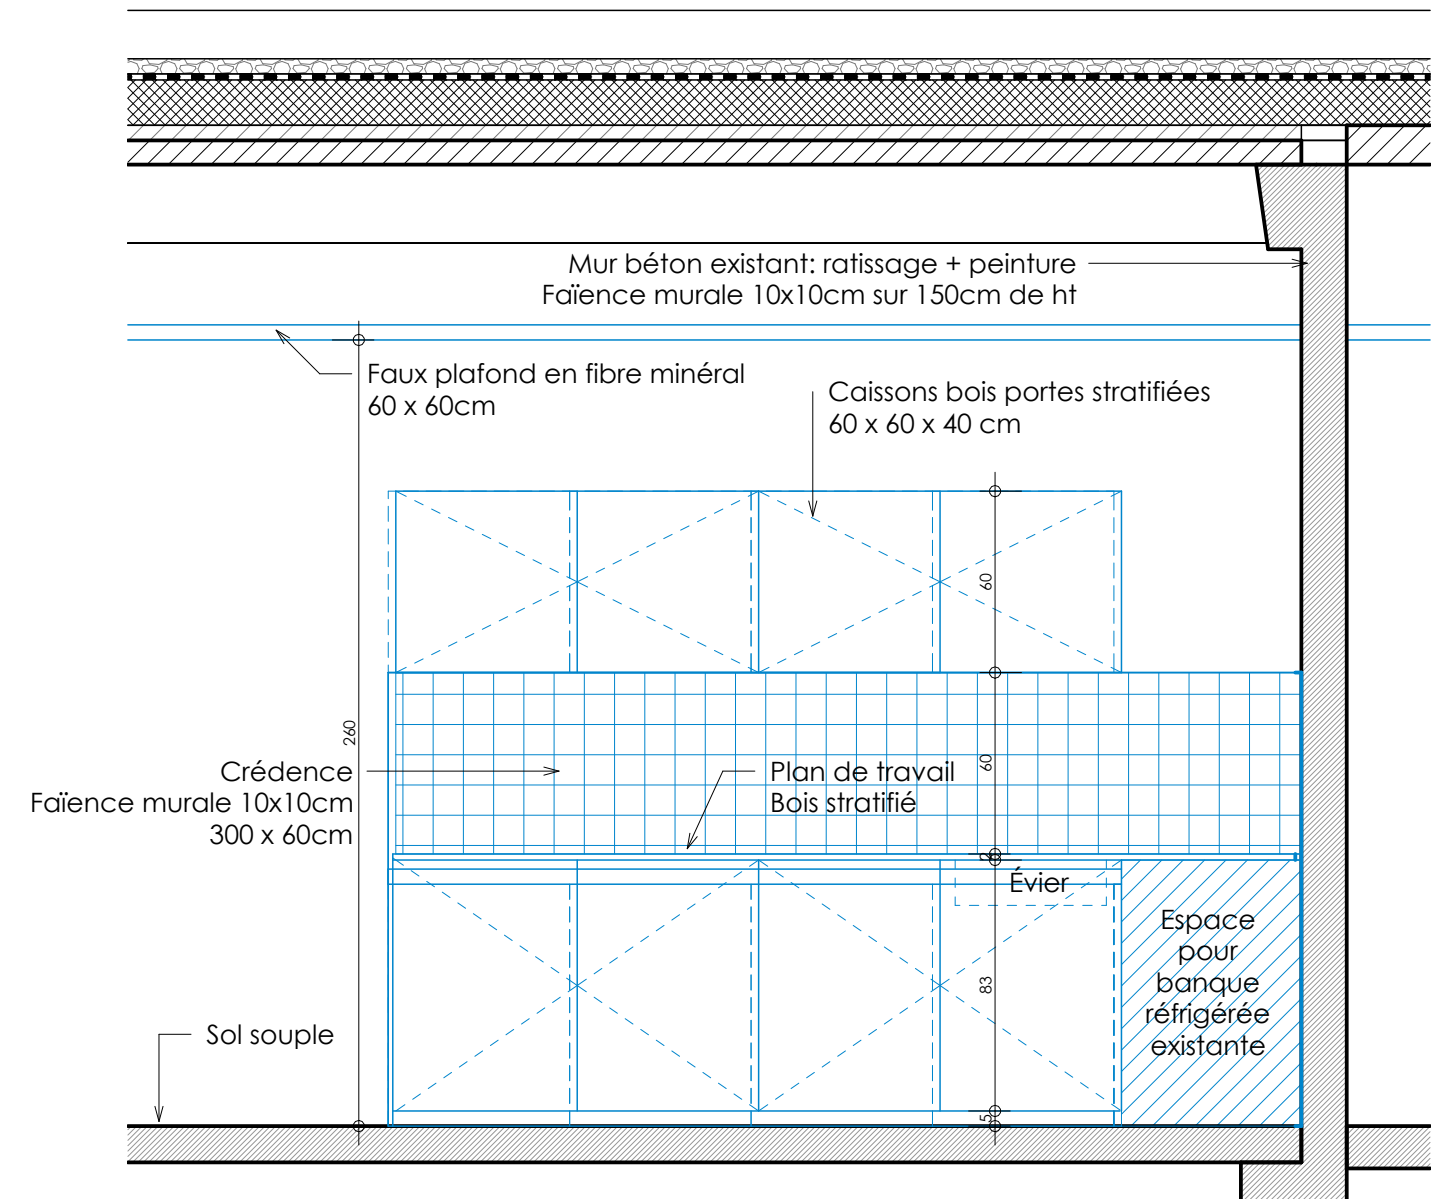 Mur béton existant: ratissage + peinture
Faïence murale 10x10cm sur 150cm de ht
Faux plafond en fibre minéral
60 x 60cm
Caissons bois portes stratifiées
60 x 60 x 40 cm
60
260
Crédence
Faïence murale 10x10cm
300 x 60cm
60
Plan de travail
Bois stratifié
2
Évier
83
Espace
pour
banque
réfrigérée
existante
Sol souple
5